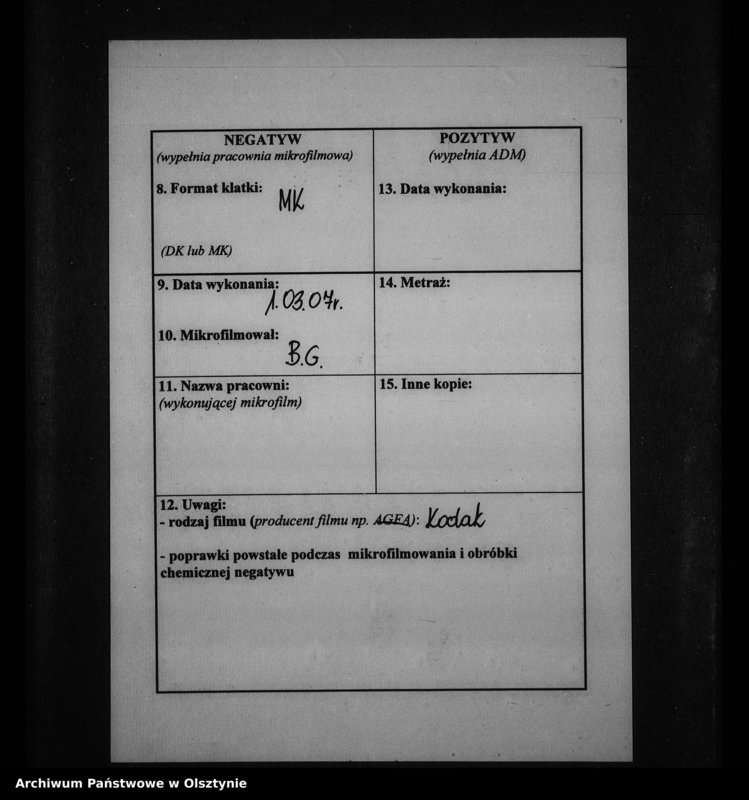 NEGATYW
(wypełnia pracownia mikrofilmowa)
8. Format klatki:
MK
(DK lub MK)
POZYTYW
(wypełnia ADM)
13. Data wykonania:
9. Data wykonania:
1.03.07r.
10. Mikrofilmował:
B.G.
14. Metraż:
11. Nazwa pracowni:
(wykonującej mikrofilm)
15. Inne kopie:
12. Uwagi:
- rodzaj filmu (producent filmu np. AGFA): Kodak
- poprawki powstałe podczas mikrofilmowania i obróbki
chemicznej negatywu
Archiwum Państwowe w Olsztynie